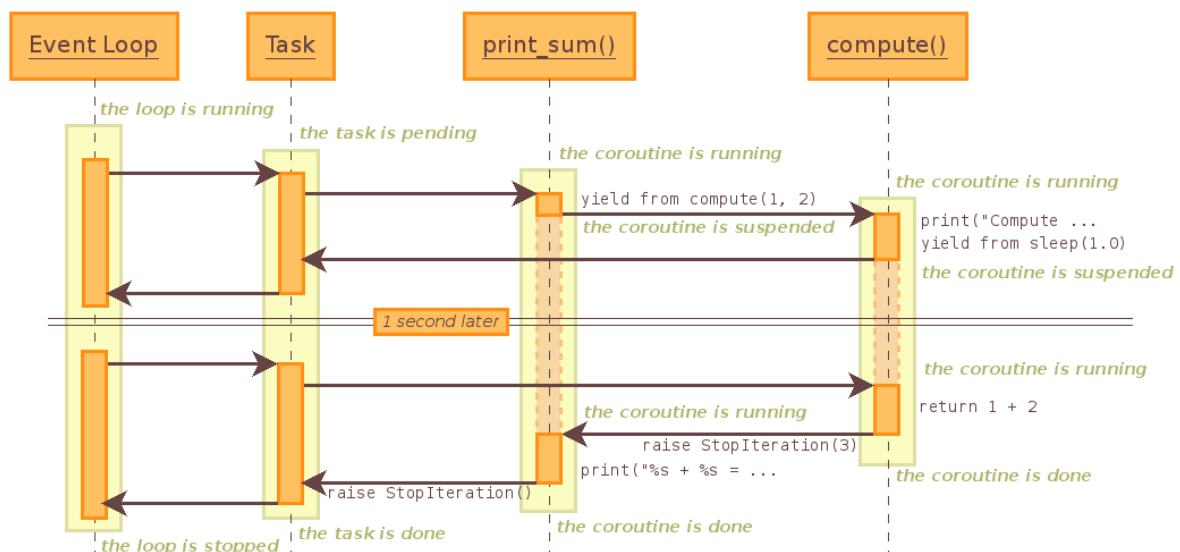 Event Loop
Task
print_sum()
compute()
the loop is running
the task is pending
the coroutine is running
the coroutine is running
yield from compute(1, 2)
print("Compute ...
the coroutine is suspended
yield from sleep(1.0)
the coroutine is suspended
1 second later
the coroutine is running
return 1 + 2
the coroutine is running
raise StopIteration(3)
print("%s + %s = ...
the coroutine is done
raise StopIteration()
the coroutine is done
the task is done
the loop is stopped